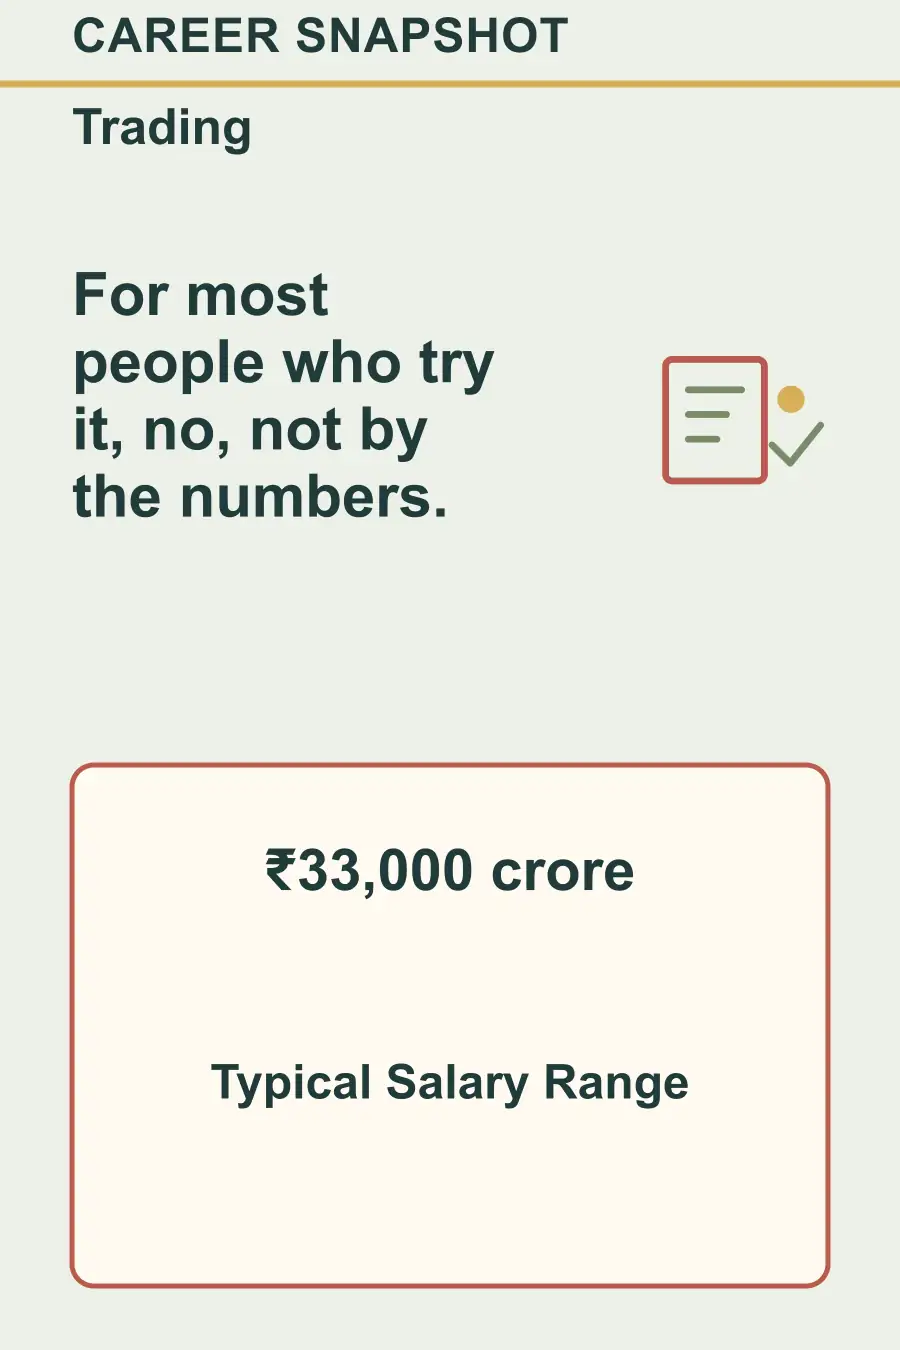 CAREER SNAPSHOT
Trading
For most
people who try
it, no, not by
the numbers.
₹33,000 crore
Typical Salary Range